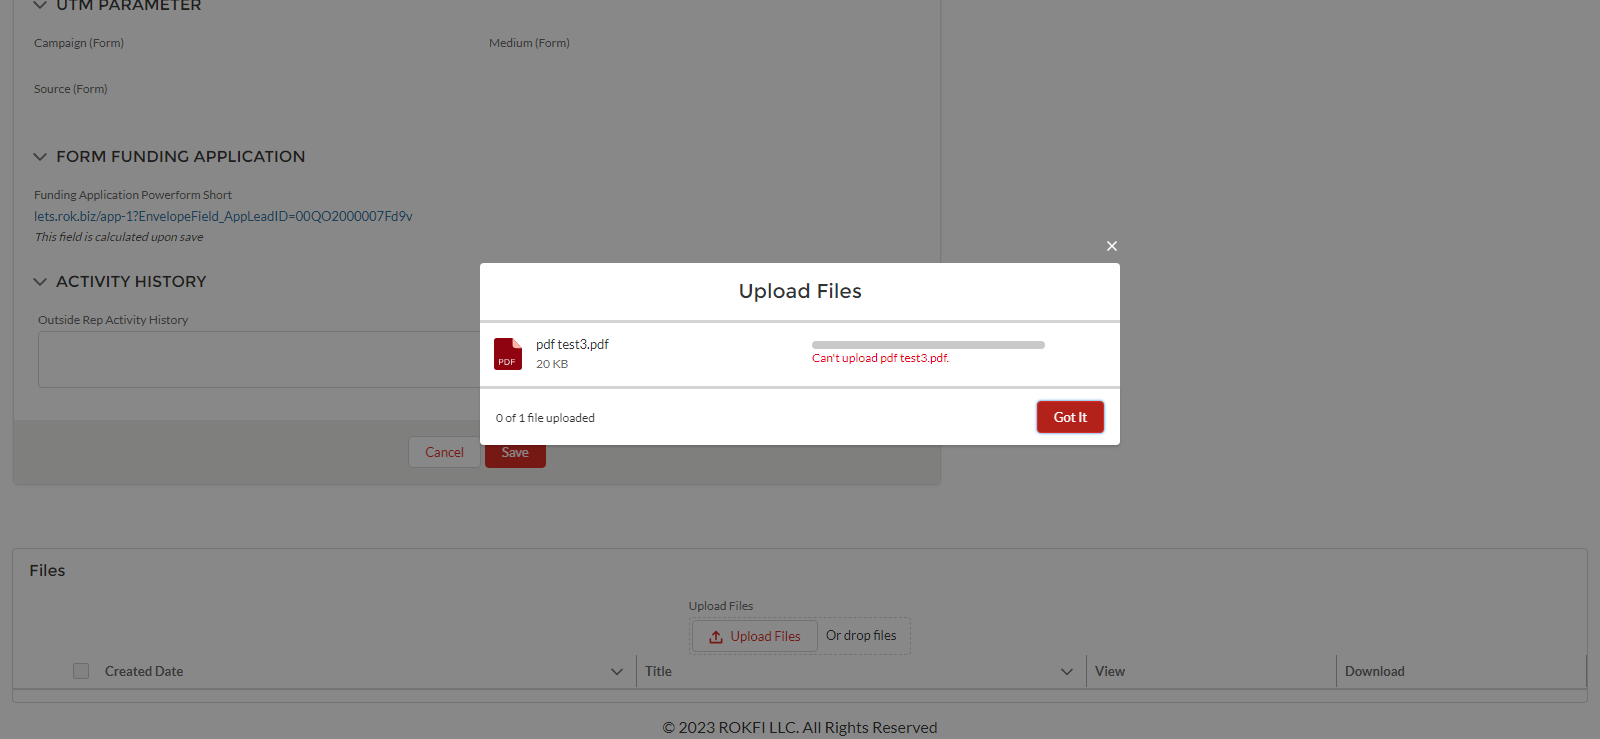 UTM PARAMETER
Campaign (Form)
Medium (Form)
Source (Form)
FORM FUNDING APPLICATION
Funding Application Powerform Short
lets.rok.biz/app-1?EnvelopeField_AppLeadID=00QO2000007Fd9v
This field is calculated upon save
ACTIVITY HISTORY
Outside Rep Activity History
Upload Files
PDF
pdf test3.pdf
20 KB
Can't upload pdf test3.pdf.
0 of 1 file uploaded
Got It
Cancel
Save
Files
Upload Files
Upload Files
Or drop files
Created Date
Title
View
Download
© 2023 ROKFI LLC. All Rights Reserved